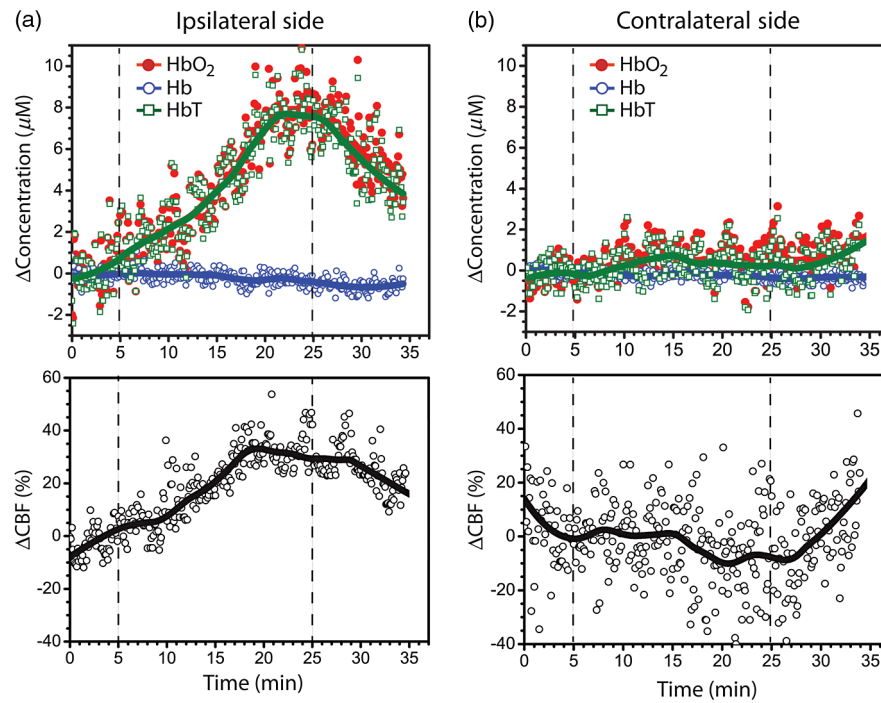 (a)
Ipsilateral side
HbO2
Hb
HbT
ΔConcentration (μM)
10
8
6
4
2
0
-2
0 5 10 15 20 25 30 35
ΔCBF (%)
60
40
20
0
-20
-40
0 5 10 15 20 25 30 35
Time (min)
(b)
Contralateral side
HbO2
Hb
HbT
ΔConcentration (μM)
10
8
6
4
2
0
-2
0 5 10 15 20 25 30 35
ΔCBF (%)
60
40
20
0
-20
-40
0 5 10 15 20 25 30 35
Time (min)